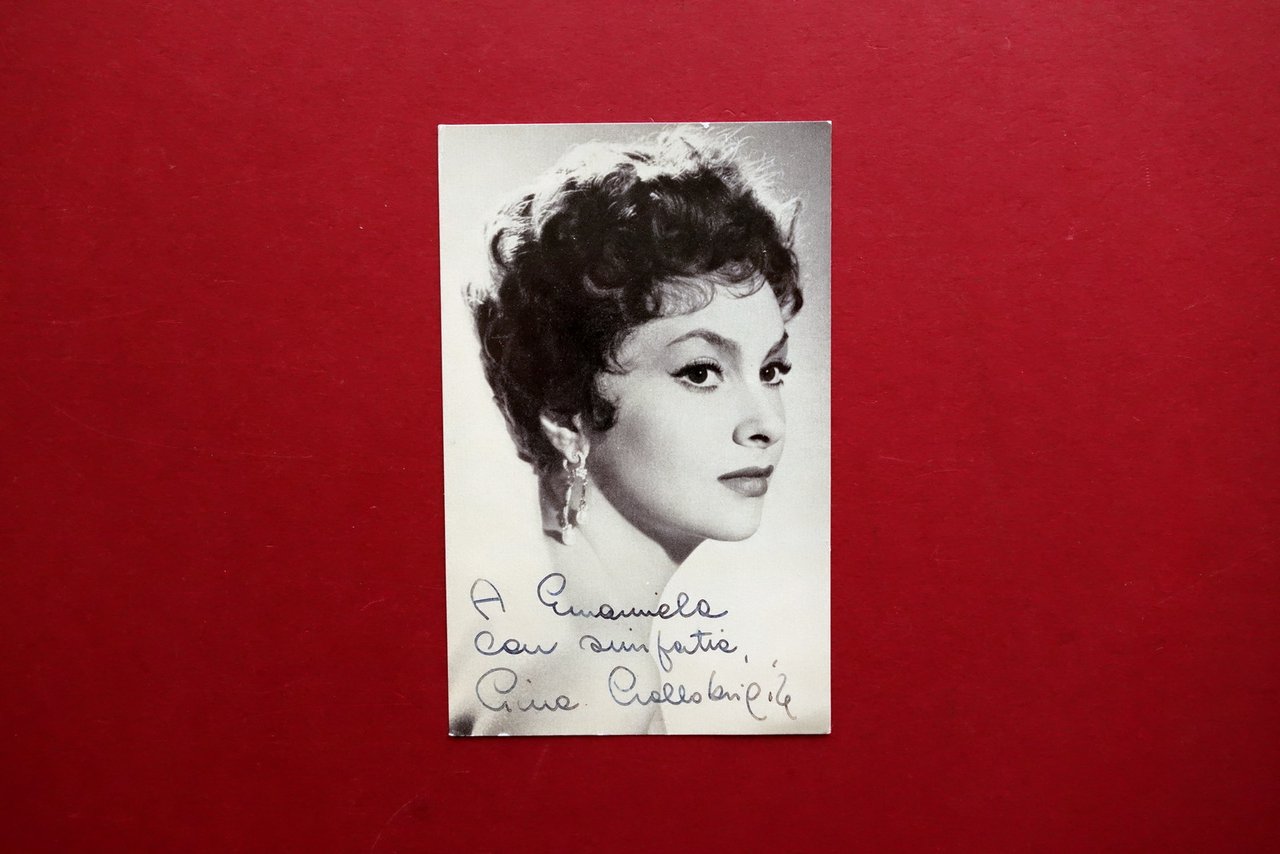 A Emanuela
con simpatia,
Gina Lollobrigida